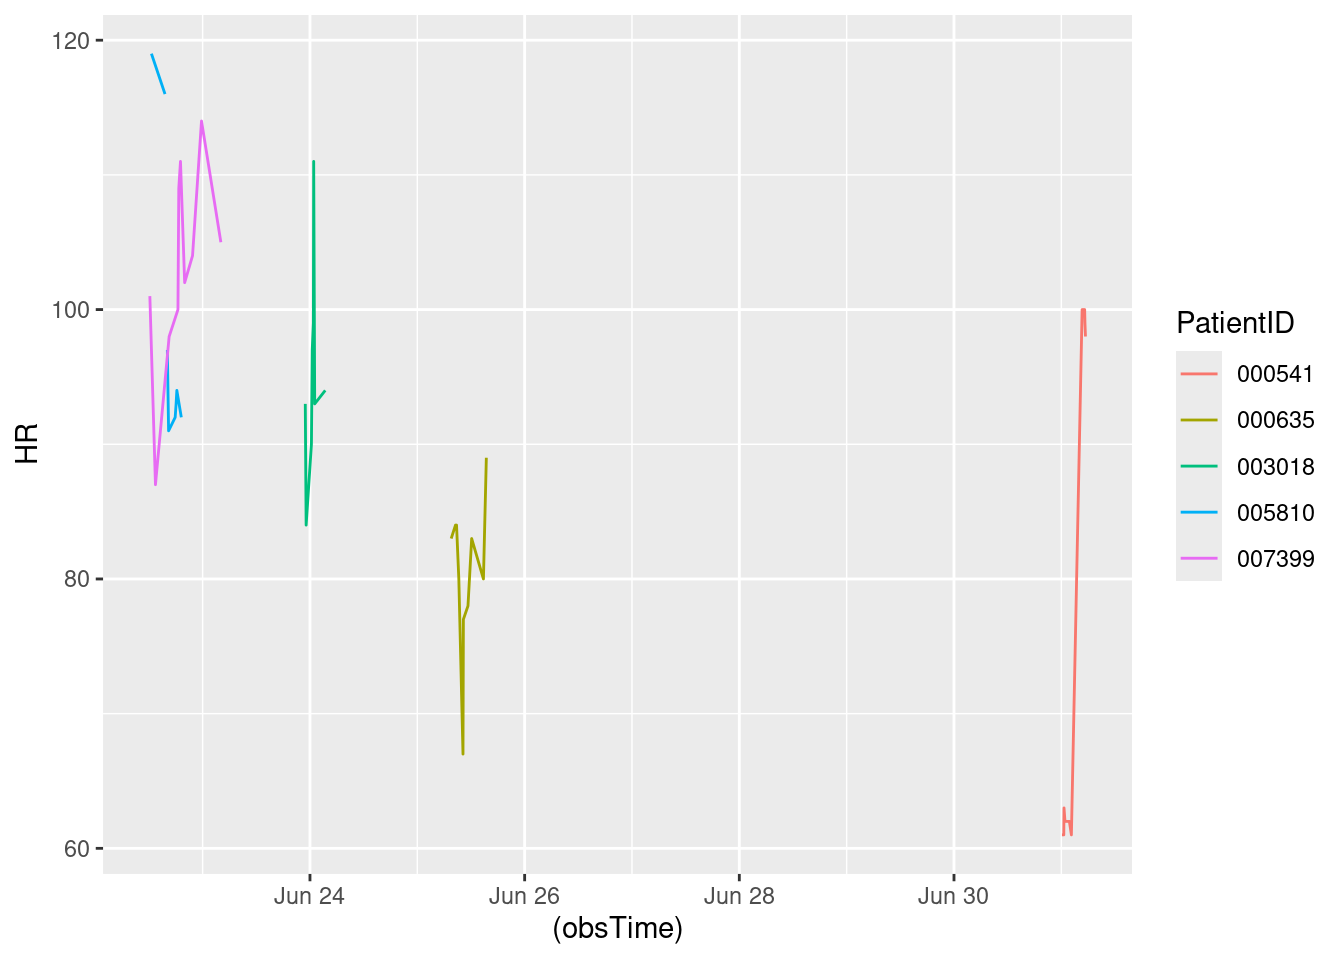 120
100
80
60
HR
Jun 24
Jun 26
Jun 28
Jun 30
(obsTime)
PatientID
000541
000635
003018
005810
007399